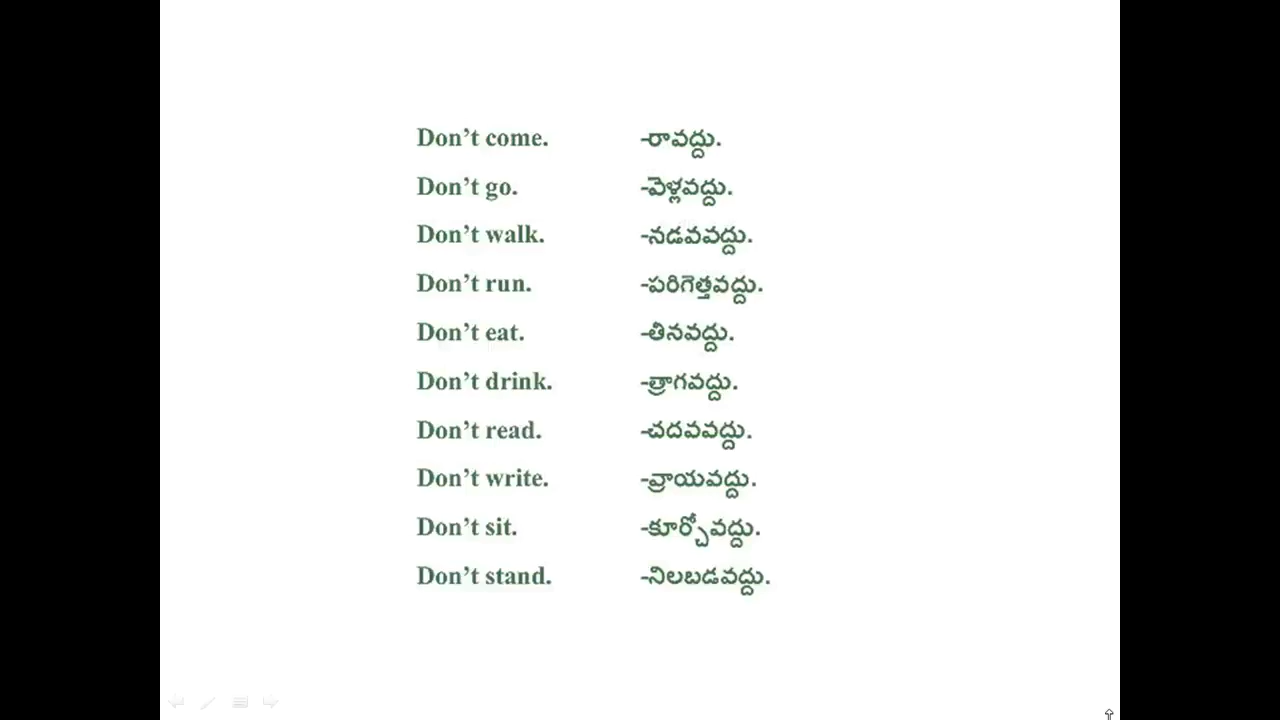 Don't come. -రావద్దు.
Don't go. -వెళ్లవద్దు.
Don't walk. -నడవవద్దు.
Don't run. -పరిగెత్తవద్దు.
Don't eat. -తినవద్దు.
Don't drink. -త్రాగవద్దు.
Don't read. -చదవవద్దు.
Don't write. -వ్రాయవద్దు.
Don't sit. -కూర్చోవద్దు.
Don't stand. -నిలబడవద్దు.